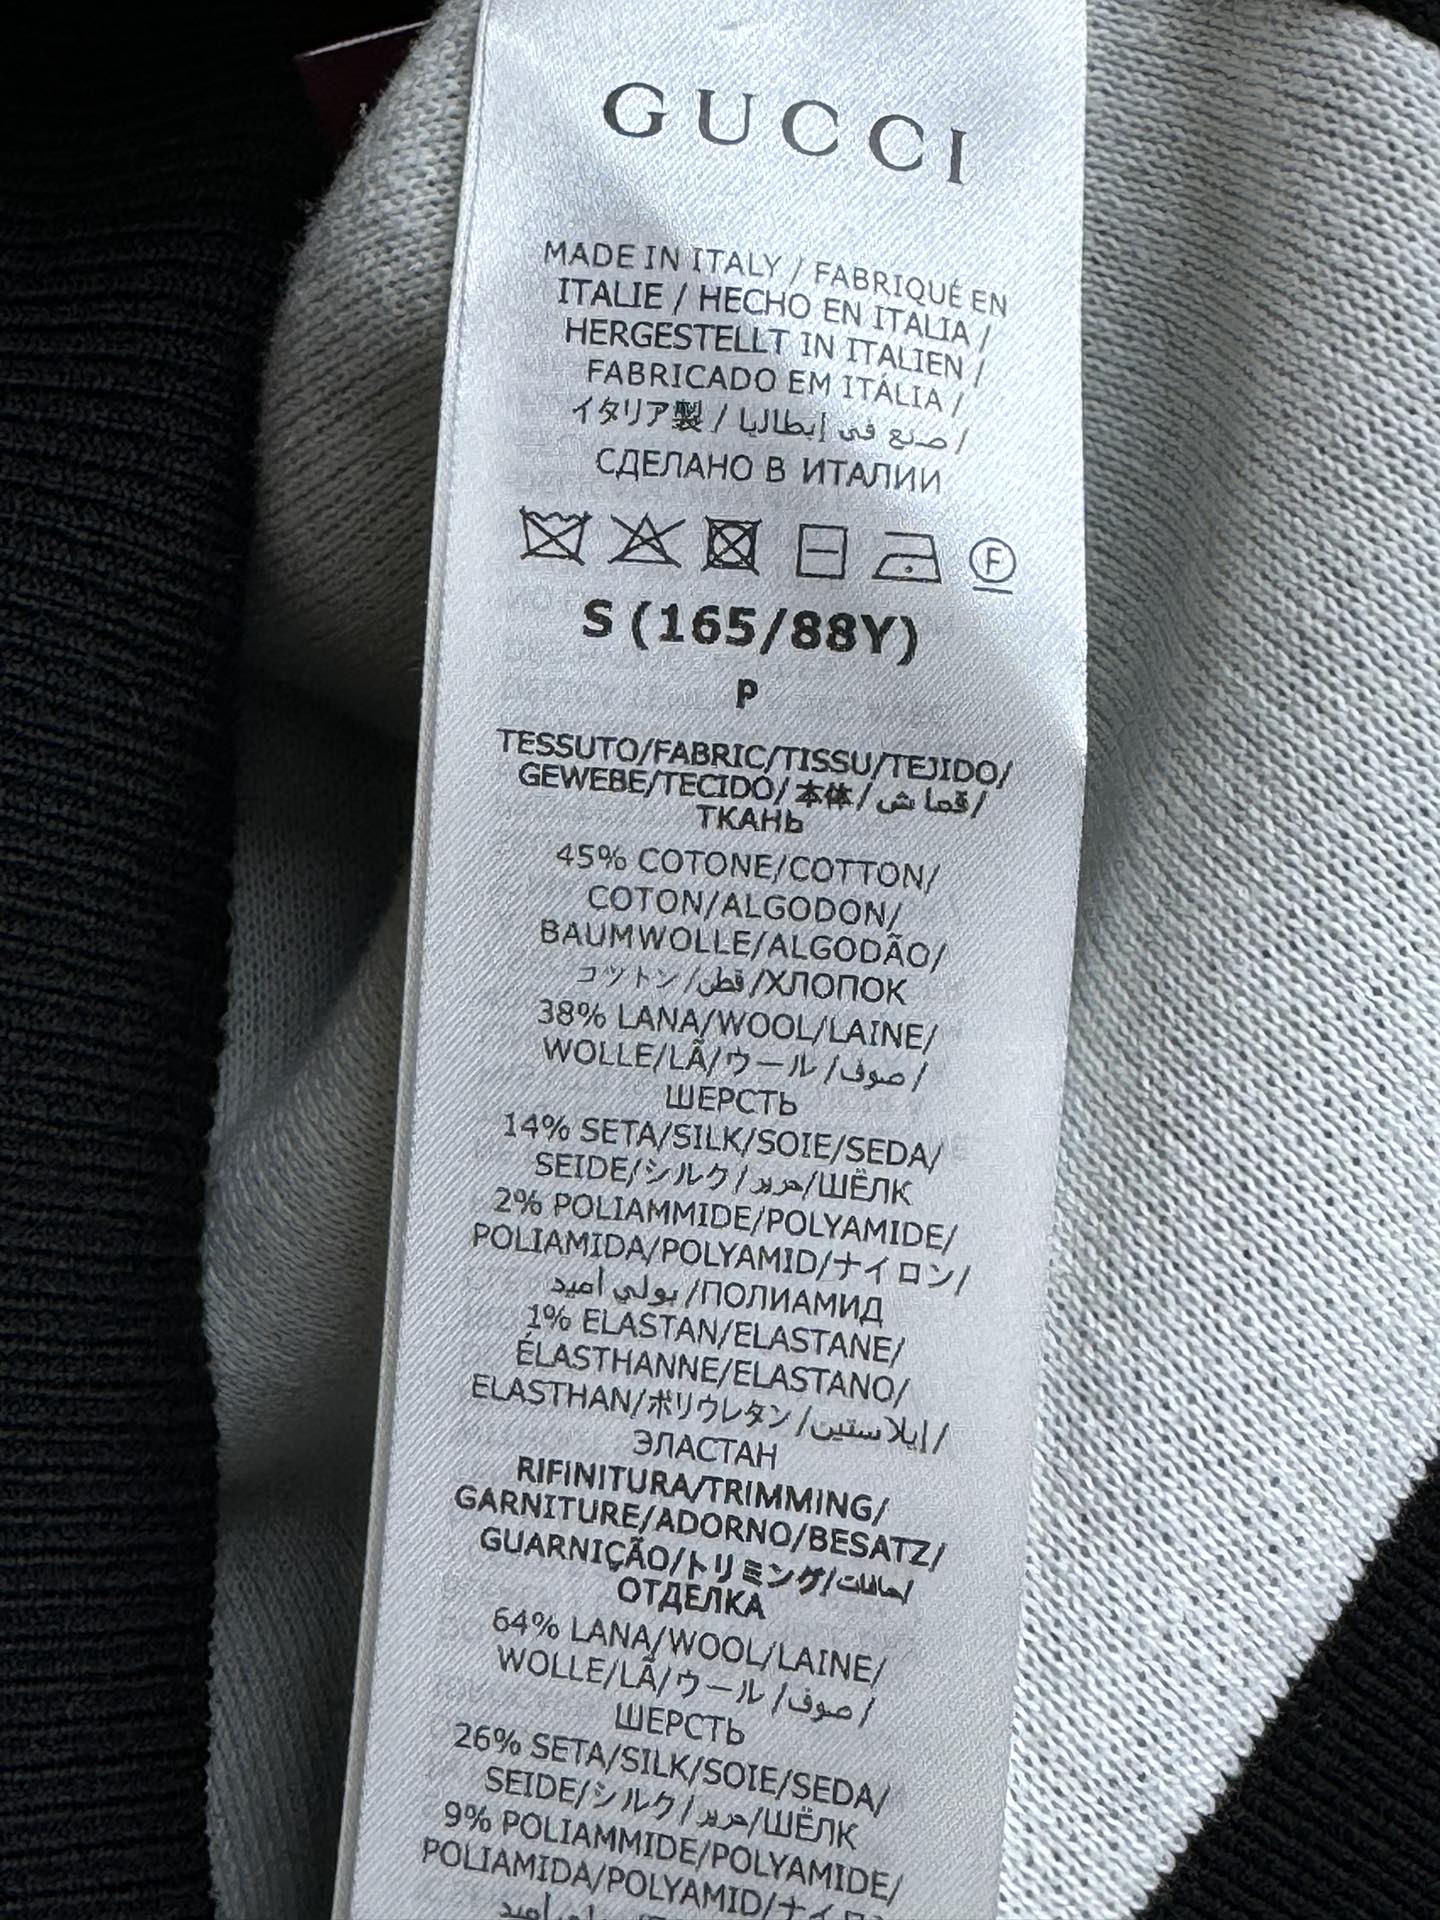 GUCCI
MADE IN ITALY / FABRIQUÉ EN
ITALIE / HECHO EN ITALIA /
HERGESTELLT IN ITALIEN /
FABRICADO EM ITÁLIA /
イタリア製 / صنع في إيطاليا /
СДЕЛАНО В ИТАЛИИ
F
S (165/88Y)
P
TESSUTO/FABRIC/TISSU/TEJIDO/
GEWEBE/TECIDO/本体/قماش/
ТКАНЬ
45% COTONE/COTTON/
COTON/ALGODON/
BAUMWOLLE/ALGODÃO/
コットン/قطن/ХЛОПОК
38% LANA/WOOL/LAINE/
WOLLE/LÃ/ウール/صوف/
ШЕРСТЬ
14% SETA/SILK/SOIE/SEDA/
SEIDE/シルク/حرير/ШЁЛК
2% POLIAMMIDE/POLYAMIDE/
POLIAMIDA/POLYAMID/ナイロン/
بولي أميد/ПОЛИАМИД
1% ELASTAN/ELASTANE/
ÉLASTHANNE/ELASTANO/
ELASTHAN/ポリウレタン/إيلاستين/
ЭЛАСТАН
RIFINITURA/TRIMMING/
GARNITURE/ADORNO/BESATZ/
GUARNIÇÃO/トリミング/حافات/
ОТДЕЛКА
64% LANA/WOOL/LAINE/
WOLLE/LÃ/ウール/صوف/
ШЕРСТЬ
26% SETA/SILK/SOIE/SEDA/
SEIDE/シルク/حرير/ШЁЛК
9% POLIAMMIDE/POLYAMIDE/
POLIAMIDA/POLYAMID/ナイロン/